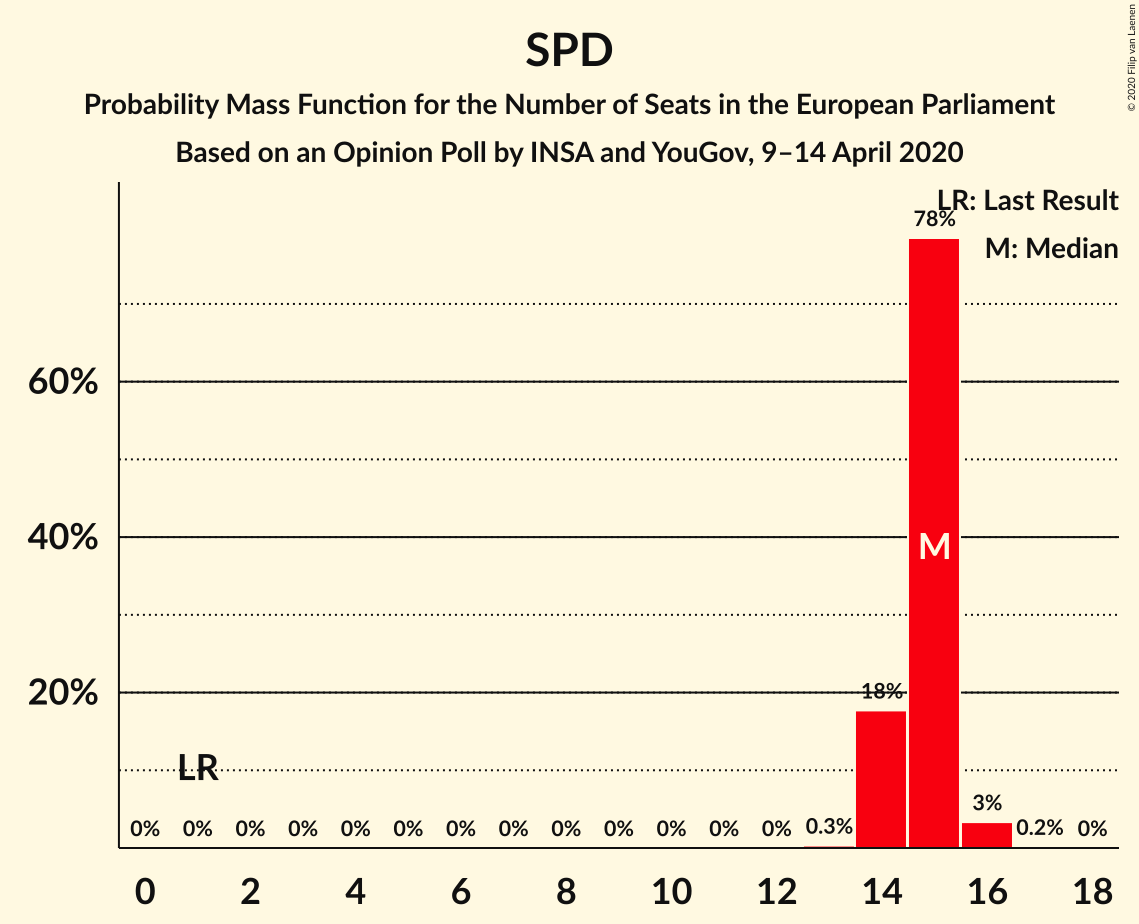 SPD
Probability Mass Function for the Number of Seats in the European Parliament
Based on an Opinion Poll by INSA and YouGov, 9–14 April 2020
© 2020 Filip van Laenen
LR: Last Result
M: Median
78%
60%
40%
M
20%
18%
LR
0% 0% 0% 0% 0% 0% 0% 0% 0% 0% 0% 0% 0% 0.3% 3% 0.2% 0%
0 2 4 6 8 10 12 14 16 18